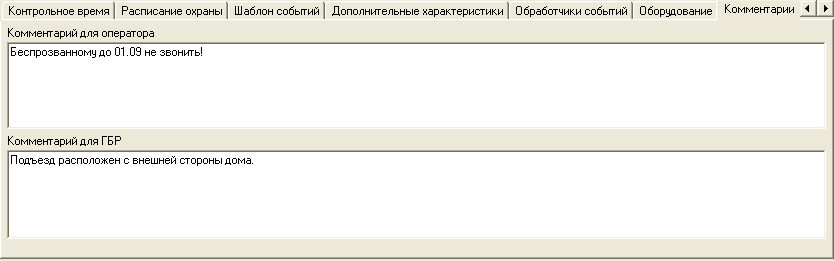 Контрольное время Расписание охраны Шаблон событий Дополнительные характеристики Обработчики событий Оборудование Комментарии
Комментарий для оператора
Беспрозванному до 01.09 не звонить!
Комментарий для ГБР
Подъезд расположен с внешней стороны дома.